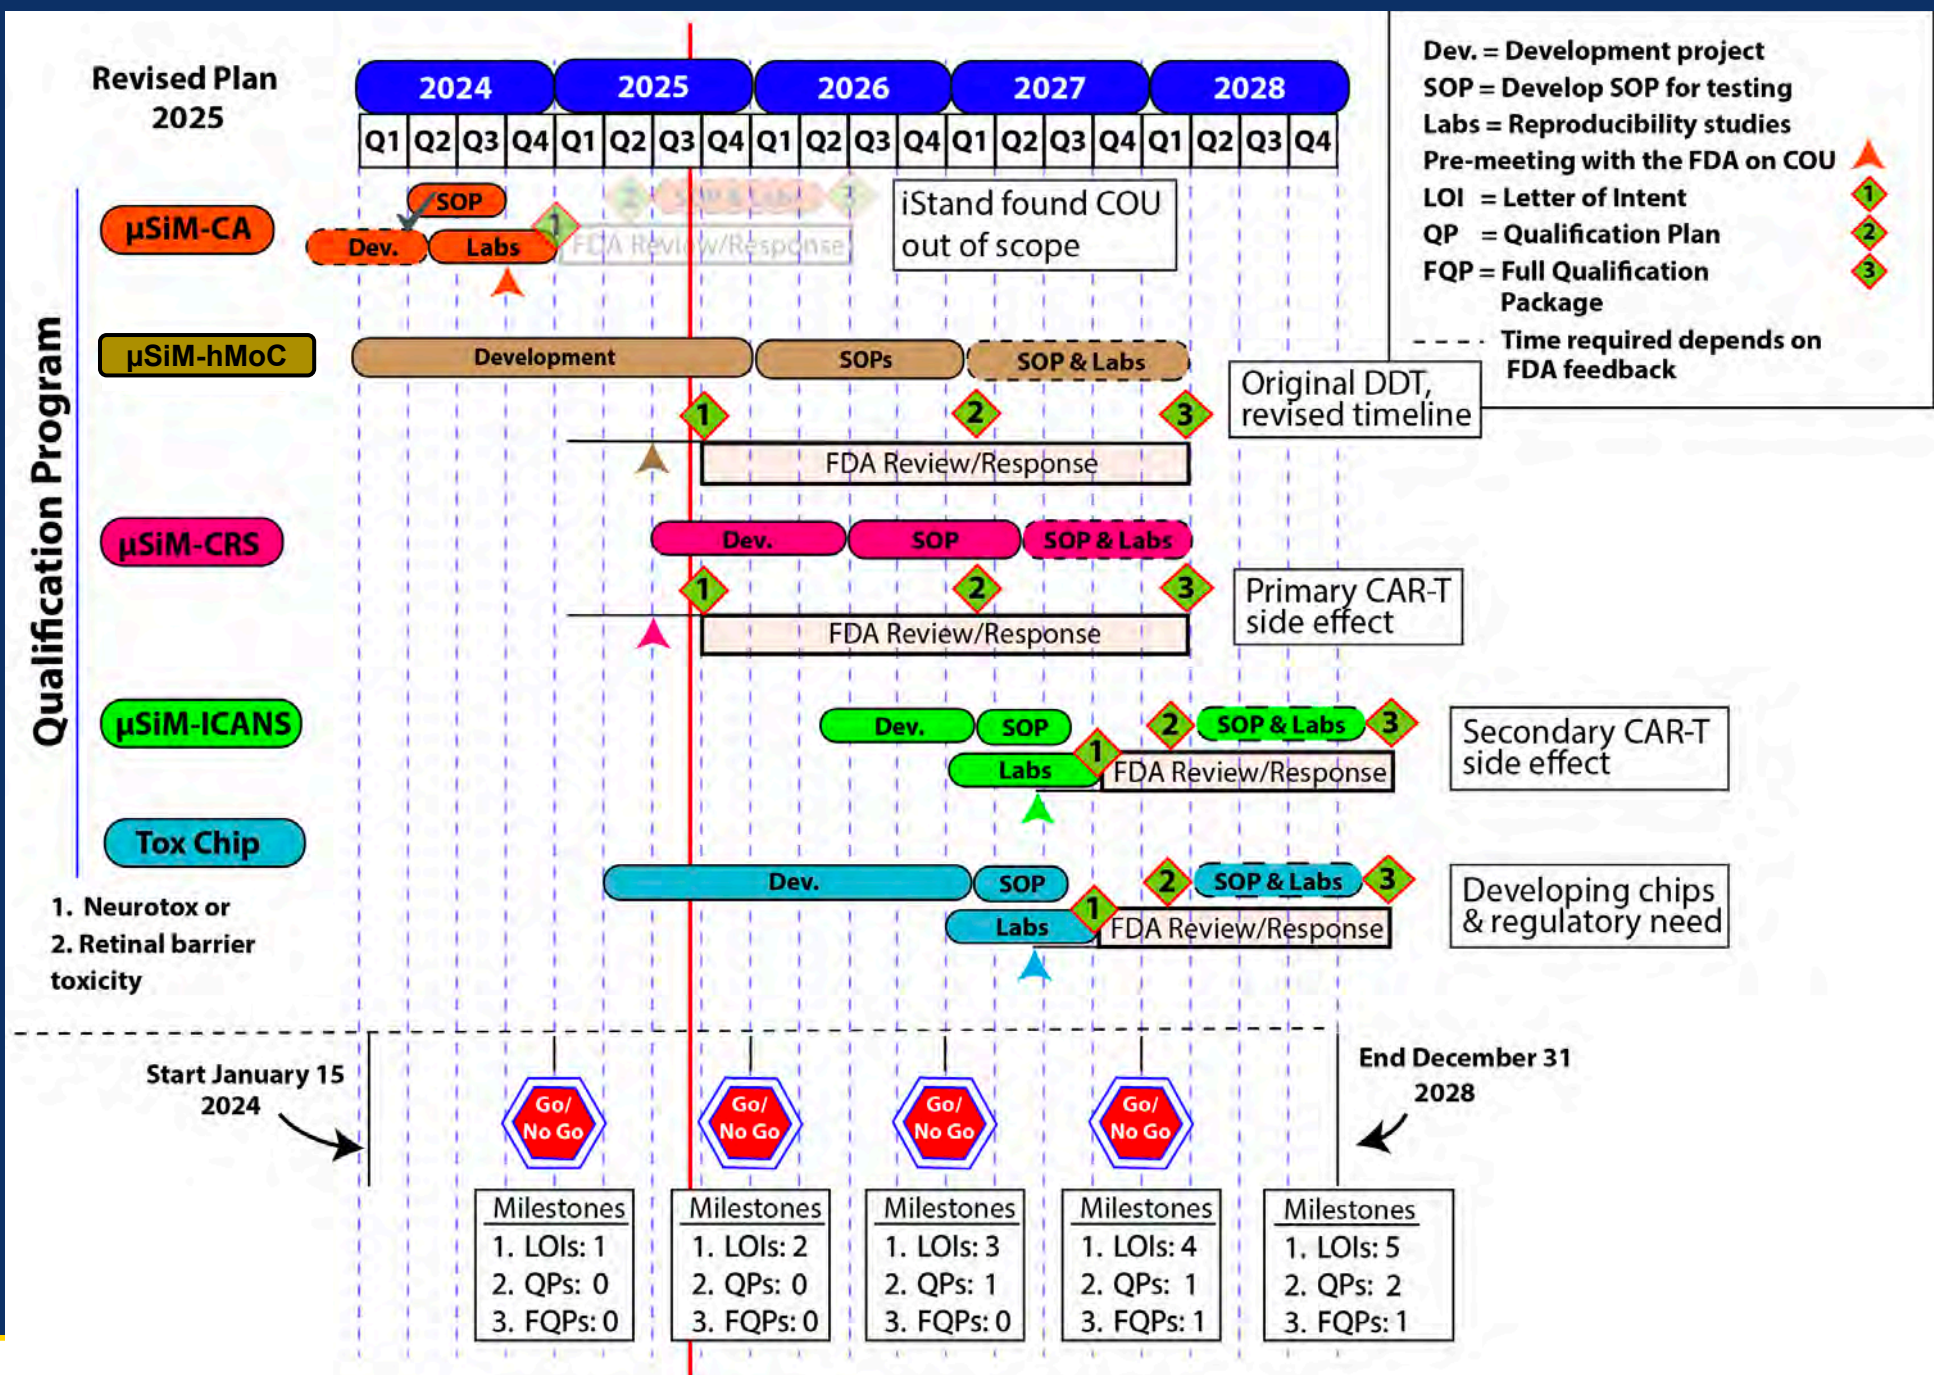 Revised Plan
2025
2024
2025
2026
2027
2028
Q1 Q2 Q3 Q4 Q1 Q2 Q3 Q4 Q1 Q2 Q3 Q4 Q1 Q2 Q3 Q4 Q1 Q2 Q3 Q4
Dev. = Development project
SOP = Develop SOP for testing
Labs = Reproducibility studies
Pre-meeting with the FDA on COU
LOI = Letter of Intent 1
QP = Qualification Plan 2
FQP = Full Qualification 3
Package
Time required depends on
FDA feedback
Qualification Program
µSiM-CA
SOP
2
SOP & Labs
3
Dev.
Labs
1
FDA Review/Response
iStand found COU
out of scope
µSiM-hMoC
Development
SOPs
SOP & Labs
1
2
3
FDA Review/Response
Original DDT,
revised timeline
µSiM-CRS
Dev.
SOP
SOP & Labs
1
2
3
FDA Review/Response
Primary CAR-T
side effect
µSiM-ICANS
Dev.
SOP
2
SOP & Labs
3
Labs
1
FDA Review/Response
Secondary CAR-T
side effect
Tox Chip
Dev.
SOP
2
SOP & Labs
3
Labs
1
FDA Review/Response
Developing chips
& regulatory need
1. Neurotox or
2. Retinal barrier
toxicity
Start January 15
2024
End December 31
2028
Go/
No Go
Go/
No Go
Go/
No Go
Go/
No Go
Milestones
1. LOIs: 1
2. QPs: 0
3. FQPs: 0
Milestones
1. LOIs: 2
2. QPs: 0
3. FQPs: 0
Milestones
1. LOIs: 3
2. QPs: 1
3. FQPs: 0
Milestones
1. LOIs: 4
2. QPs: 1
3. FQPs: 1
Milestones
1. LOIs: 5
2. QPs: 2
3. FQPs: 1